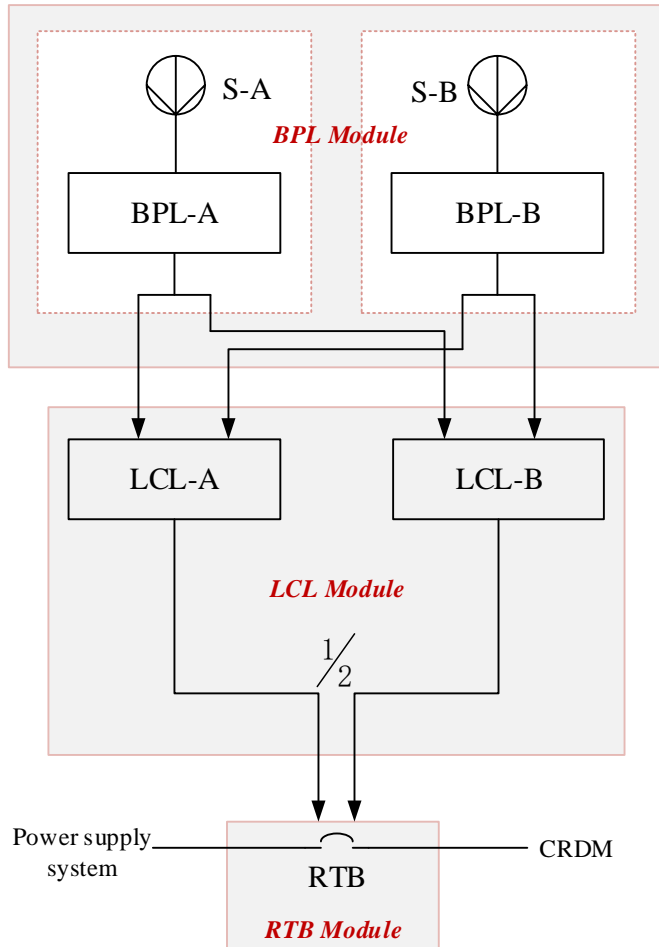 S-A
S-B
BPL Module
BPL-A
BPL-B
LCL-A
LCL-B
LCL Module
1/2
Power supply
system
CRDM
RTB
RTB Module